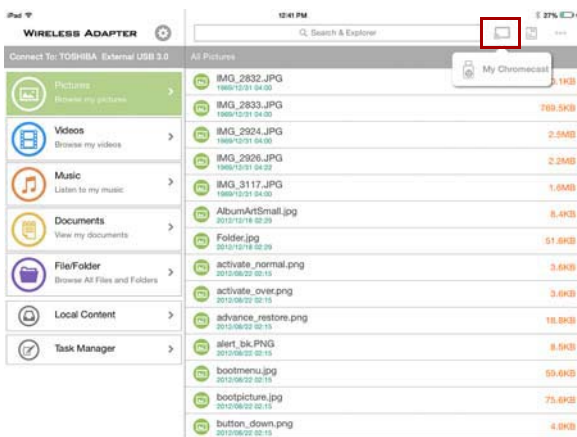 iPad
12:41 PM
27%
WIRELESS ADAPTER
Search & Explorer
Connect To: TOSHIBA External USB 3.0
All Pictures
My Chromecast
Pictures
Browse my pictures
Videos
Browse my videos
Music
Listen to my music
Documents
View my documents
File/Folder
Browse All Files and Folders
Local Content
Task Manager
IMG_2832.JPG
1969/12/31 04:00
0.1KB
IMG_2833.JPG
1969/12/31 04:00
769.5KB
IMG_2924.JPG
1969/12/31 04:00
2.5MB
IMG_2926.JPG
1969/12/31 04:22
2.2MB
IMG_3117.JPG
1969/12/31 04:00
1.6MB
AlbumArtSmall.jpg
2012/12/18 02:29
8.4KB
Folder.jpg
2012/12/18 02:29
51.6KB
activate_normal.png
2012/08/22 02:15
3.6KB
activate_over.png
2012/08/22 02:15
3.6KB
advance_restore.png
2012/08/22 02:15
18.8KB
alert_bk.PNG
2012/08/22 02:15
8.5KB
bootmenu.jpg
2012/08/22 02:15
59.6KB
bootpicture.jpg
2012/08/22 02:15
75.6KB
button_down.png
2012/08/22 02:15
4.8KB